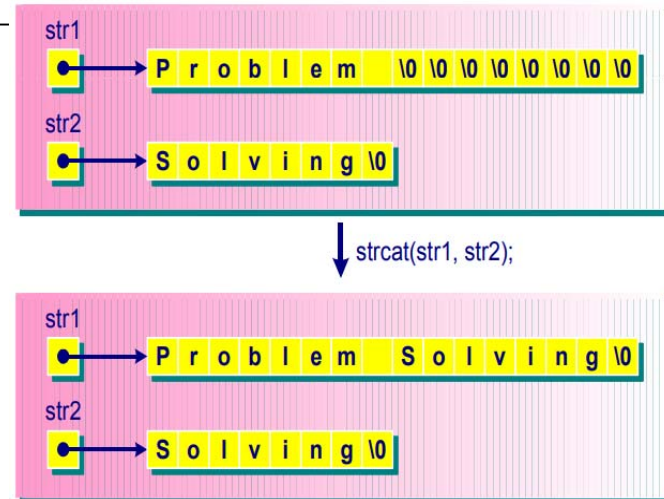 str1
P r o b l e m \0 \0 \0 \0 \0 \0 \0 \0
str2
S o l v i n g \0
strcat(str1, str2);
str1
P r o b l e m S o l v i n g \0
str2
S o l v i n g \0